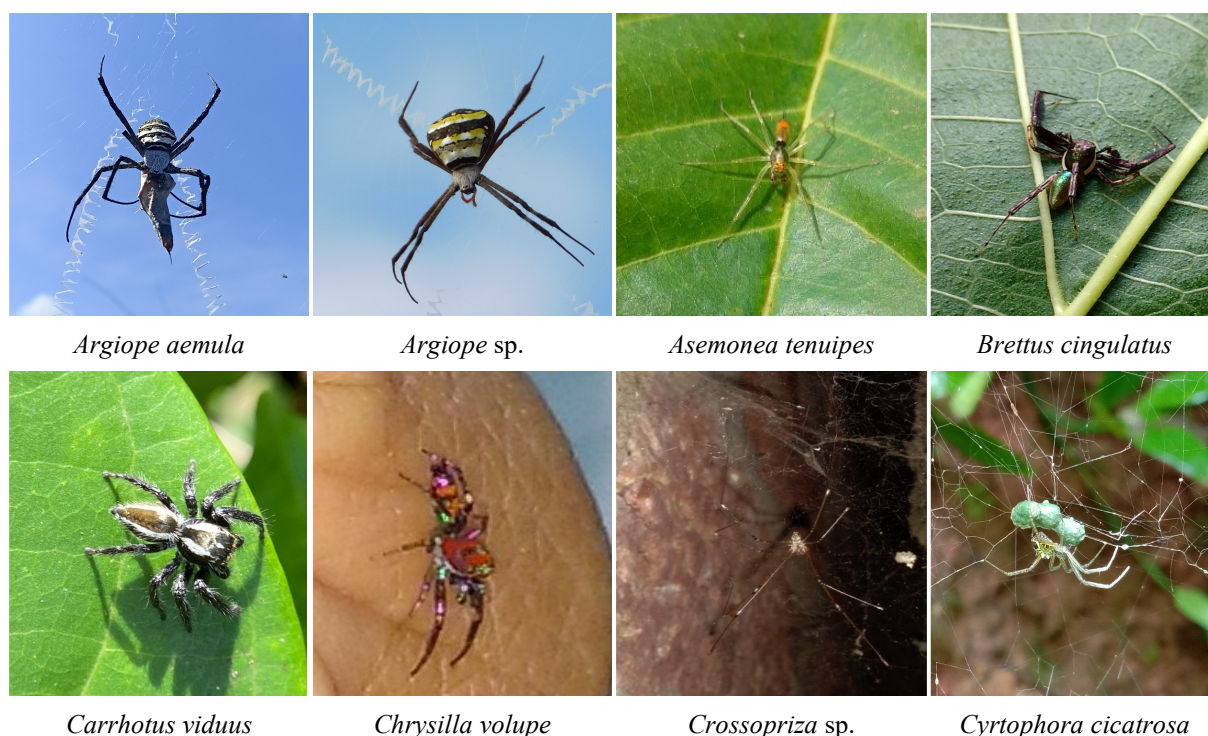 Argiope aemula
Argiope sp.
Asemonea tenuipes
Brettus cingulatus
Carrhotus viduus
Chrysilla volupe
Crossopriza sp.
Cyrtophora cicatrosa